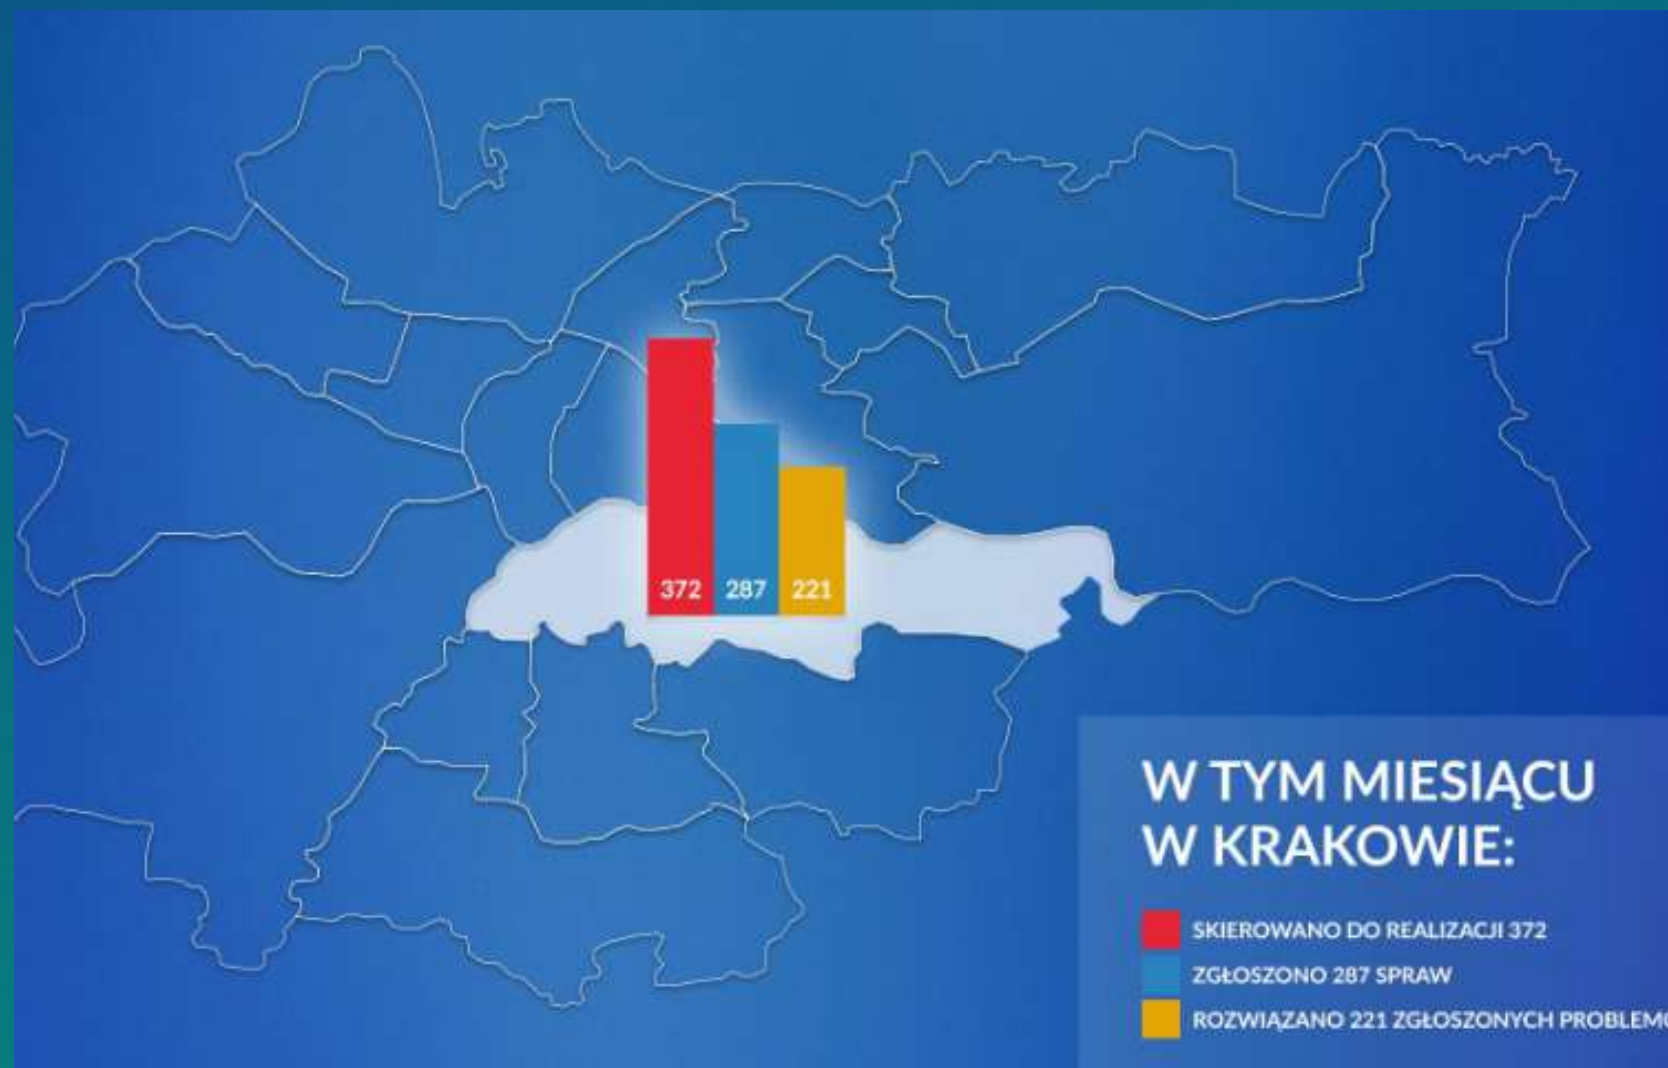 372 287 221
W TYM MIESIĄCU
W KRAKOWIE:
SKIEROWANO DO REALIZACJI 372
ZGŁOSZONO 287 SPRAW
ROZWIĄZANO 221 ZGŁOSZONYCH